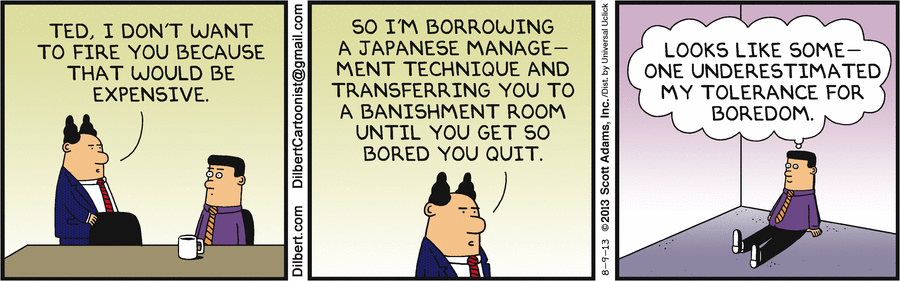 TED, I DON'T WANT
TO FIRE YOU BECAUSE
THAT WOULD BE
EXPENSIVE.
Dilbert.com DilbertCartoonist@gmail.com
SO I'M BORROWING
A JAPANESE MANAGE-
MENT TECHNIQUE AND
TRANSFERRING YOU TO
A BANISHMENT ROOM
UNTIL YOU GET SO
BORED YOU QUIT.
8-9-13 ©2013 Scott Adams, Inc./Dist. by Universal Uclick
LOOKS LIKE SOME-
ONE UNDERESTIMATED
MY TOLERANCE FOR
BOREDOM.